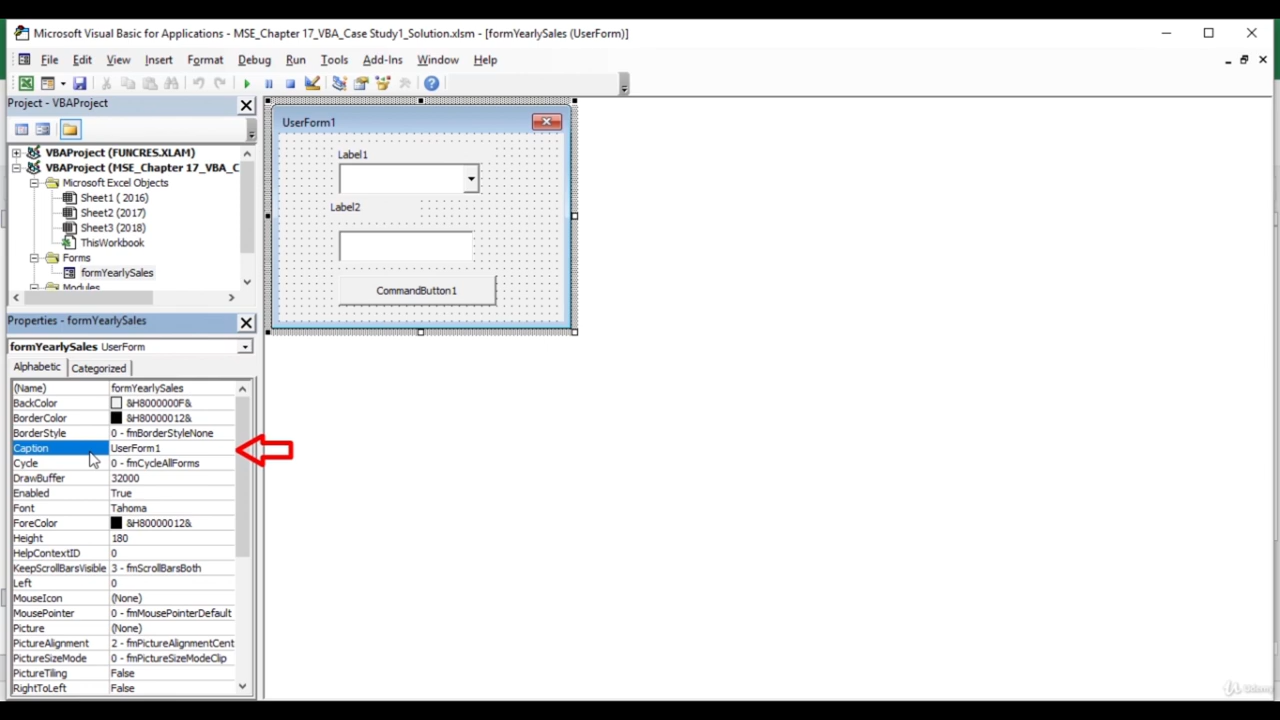 Microsoft Visual Basic for Applications - MSE_Chapter 17_VBA_Case Study1_Solution.xlsm - [formYearlySales (UserForm)]
File Edit View Insert Format Debug Run Tools Add-Ins Window Help
Project - VBAProject
VBAProject (FUNCRES.XLAM)
VBAProject (MSE_Chapter 17_VBA_C
Microsoft Excel Objects
Sheet1 ( 2016)
Sheet2 (2017)
Sheet3 (2018)
ThisWorkbook
Forms
formYearlySales
Modules
UserForm1
Label1
Label2
CommandButton1
Properties - formYearlySales
formYearlySales UserForm
Alphabetic Categorized
(Name) formYearlySales
BackColor &H8000000F&
BorderColor &H80000012&
BorderStyle 0 - fmBorderStyleNone
Caption UserForm1
Cycle 0 - fmCycleAllForms
DrawBuffer 32000
Enabled True
Font Tahoma
ForeColor &H80000012&
Height 180
HelpContextID 0
KeepScrollBarsVisible 3 - fmScrollBarsBoth
Left 0
MouseIcon (None)
MousePointer 0 - fmMousePointerDefault
Picture (None)
PictureAlignment 2 - fmPictureAlignmentCent
PictureSizeMode 0 - fmPictureSizeModeClip
PictureTiling False
RightToLeft False
Udemy